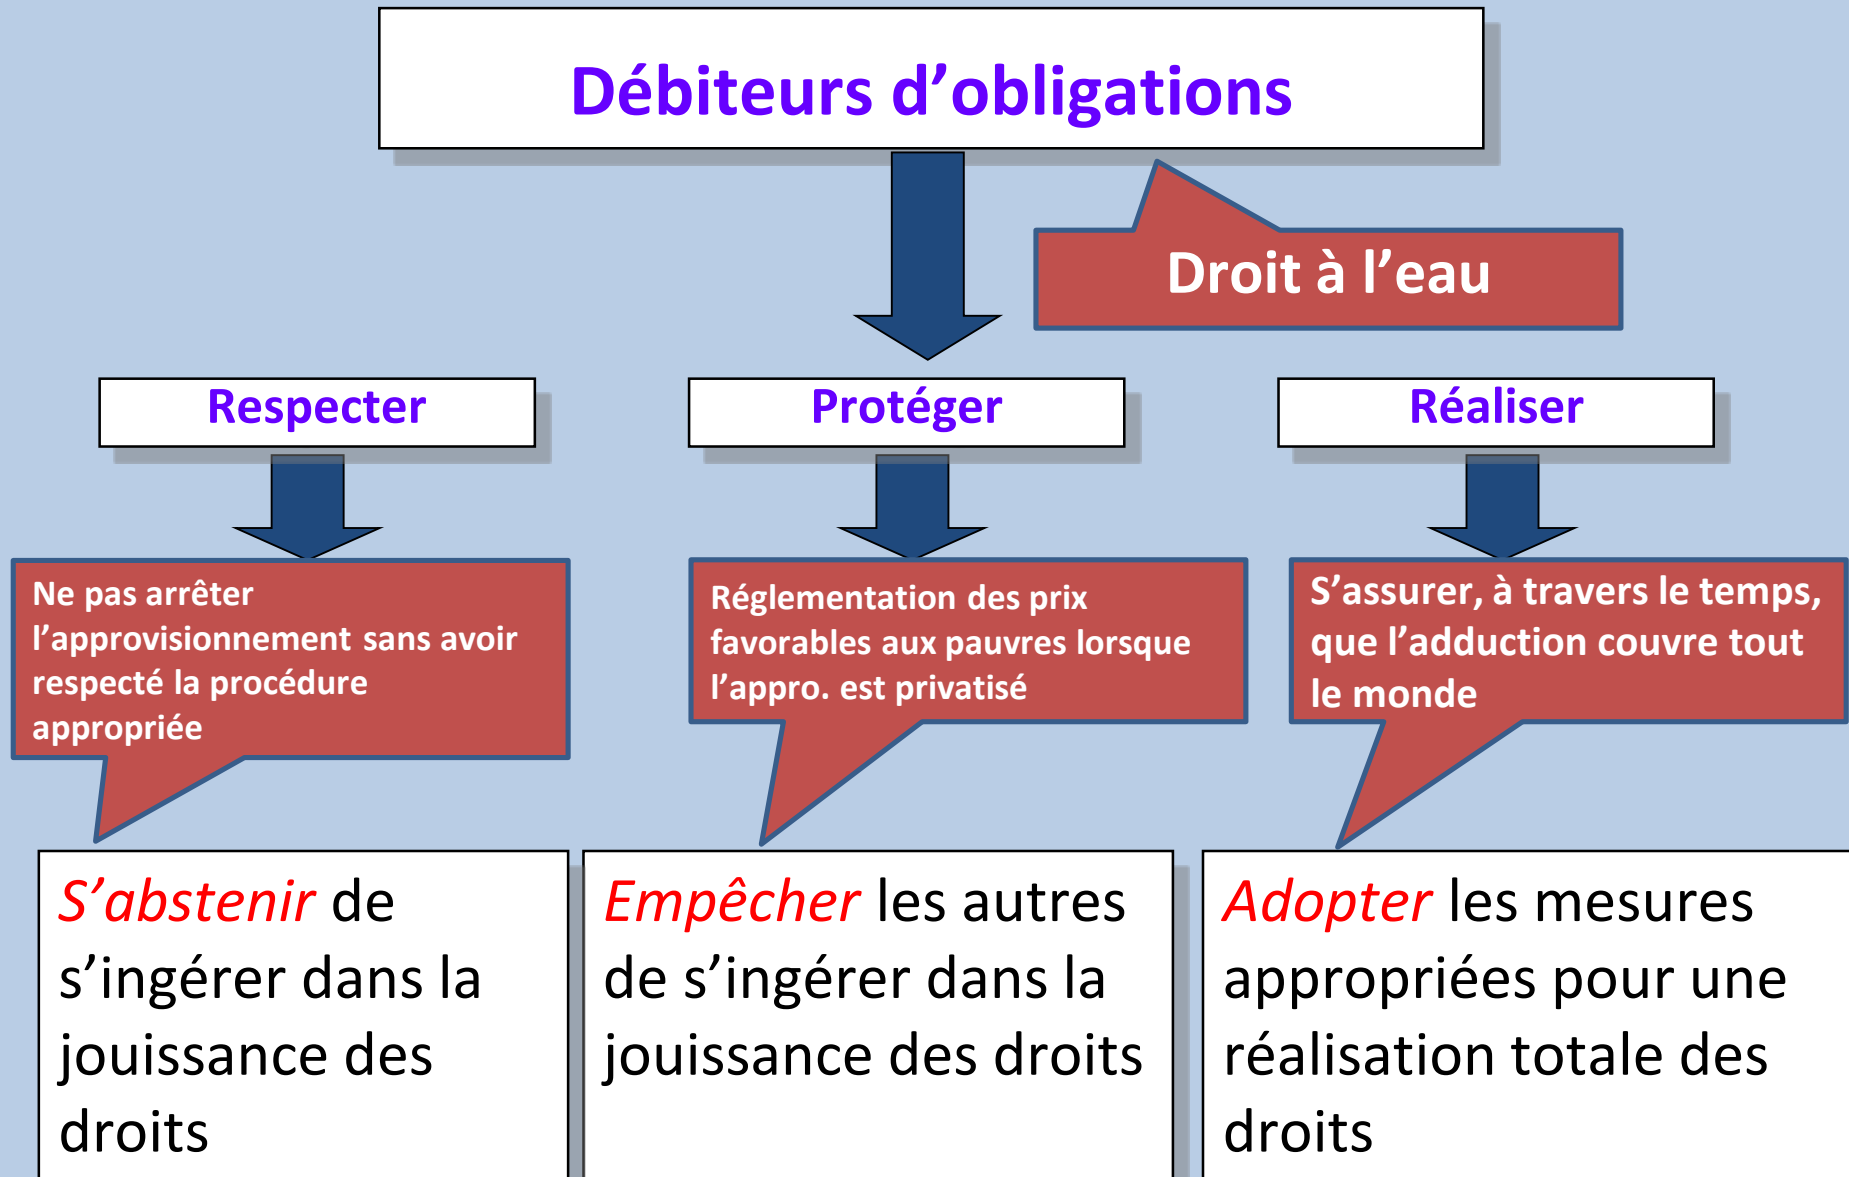 Débiteurs d’obligations
Droit à l’eau
Respecter
Protéger
Réaliser
Ne pas arrêter
l’approvisionnement sans avoir
respecté la procédure
appropriée
Réglementation des prix
favorables aux pauvres lorsque
l’appro. est privatisé
S’assurer, à travers le temps,
que l’adduction couvre tout
le monde
S’abstenir de
s’ingérer dans la
jouissance des
droits
Empêcher les autres
de s’ingérer dans la
jouissance des droits
Adopter les mesures
appropriées pour une
réalisation totale des
droits